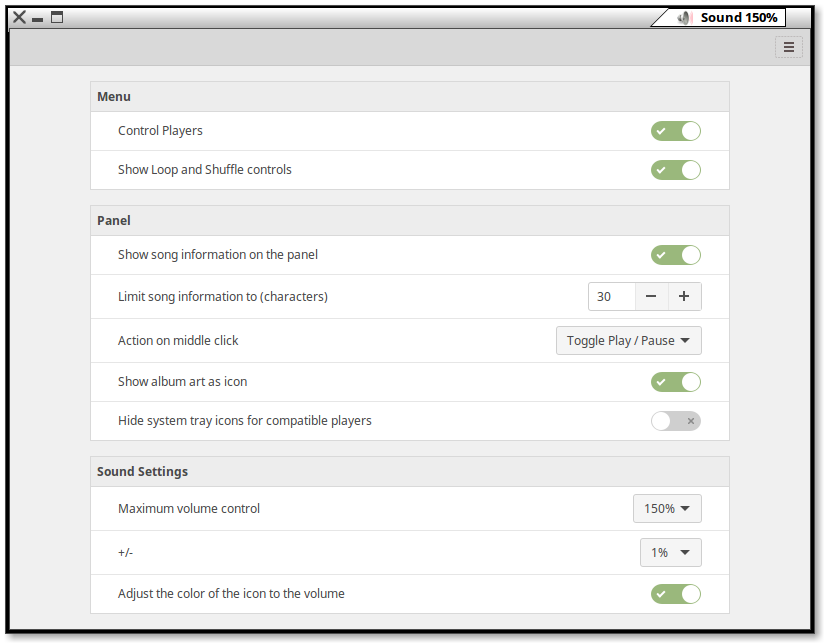 Sound 150%
Menu
Control Players
Show Loop and Shuffle controls
Panel
Show song information on the panel
Limit song information to (characters) 30
Action on middle click Toggle Play / Pause
Show album art as icon
Hide system tray icons for compatible players
Sound Settings
Maximum volume control 150%
+/- 1%
Adjust the color of the icon to the volume